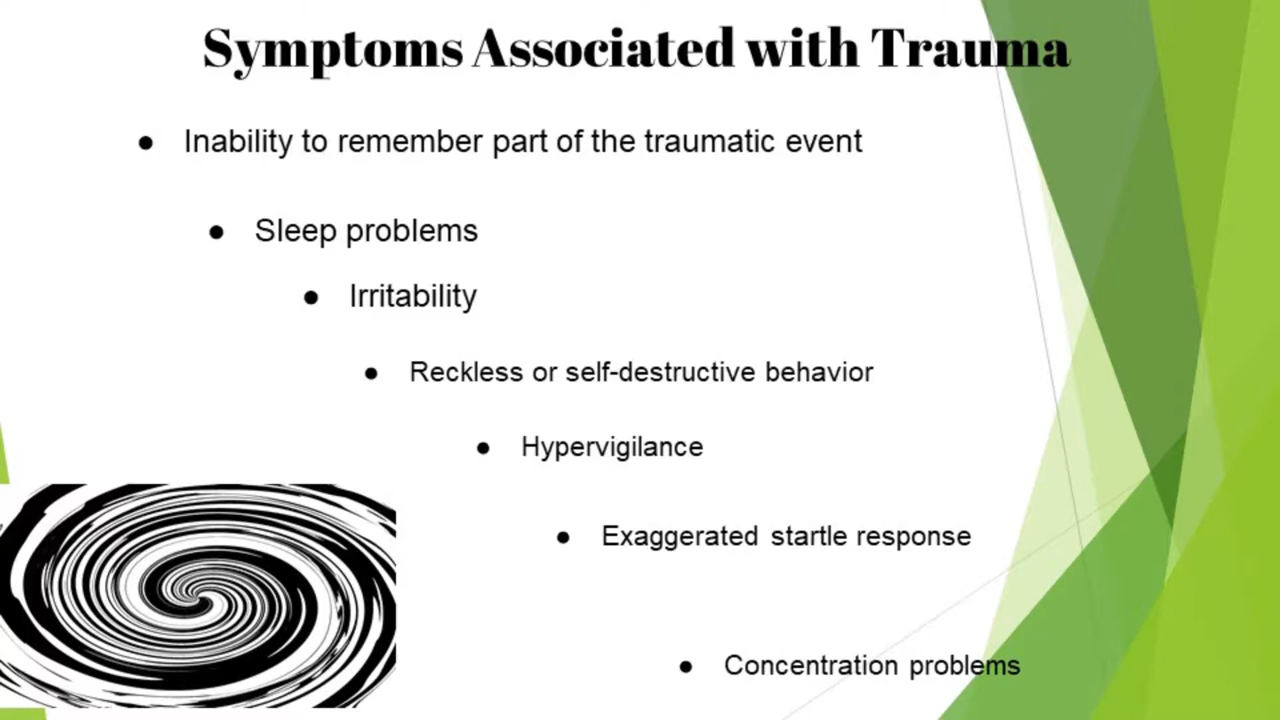 Symptoms Associated with Trauma
● Inability to remember part of the traumatic event
● Sleep problems
● Irritability
● Reckless or self-destructive behavior
● Hypervigilance
● Exaggerated startle response
● Concentration problems